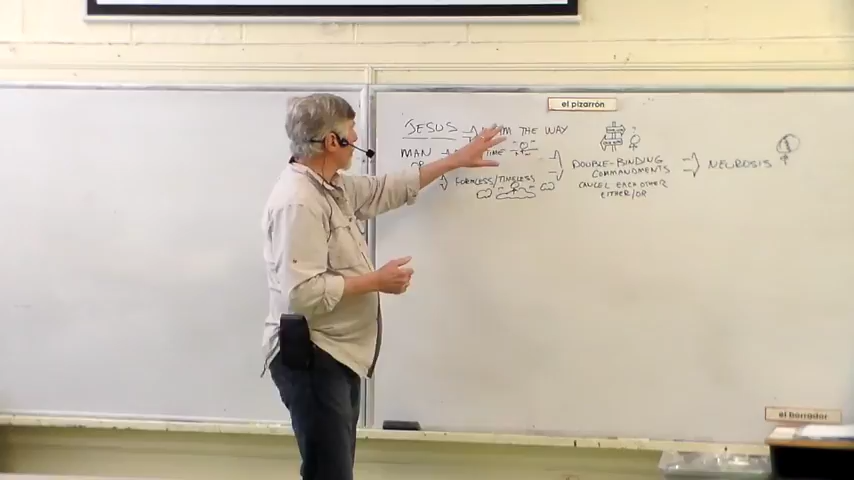 el pizarrón
JESUS → I AM THE WAY
MAN → TIME
OR
FORMLESS/TIMELESS
DOUBLE-BINDING
COMMANDMENTS
CANCEL EACH OTHER
EITHER/OR
→ NEUROSIS
el borrador